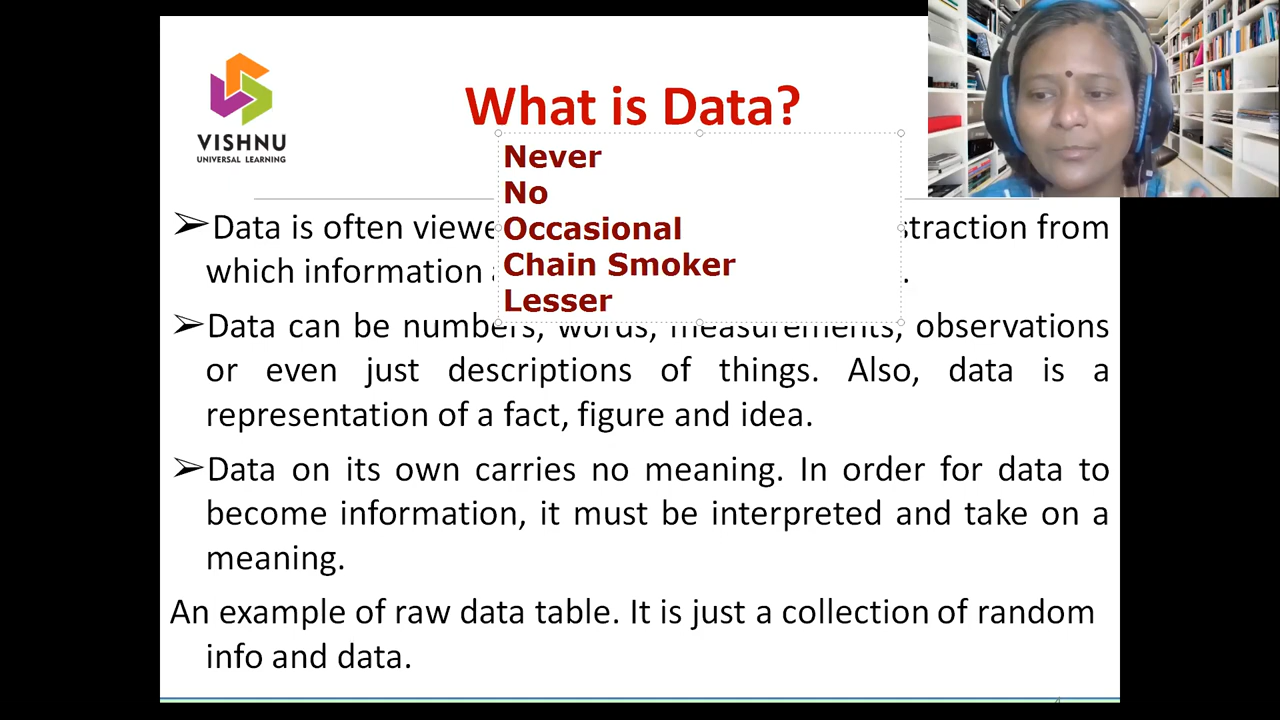 VISHNU
UNIVERSAL LEARNING
What is Data?
Never
No
Occasional
Chain Smoker
Lesser
➢Data is often viewe straction from
which information .
➢Data can be numbers, words, measurements, observations
or even just descriptions of things. Also, data is a
representation of a fact, figure and idea.
➢Data on its own carries no meaning. In order for data to
become information, it must be interpreted and take on a
meaning.
An example of raw data table. It is just a collection of random
info and data.